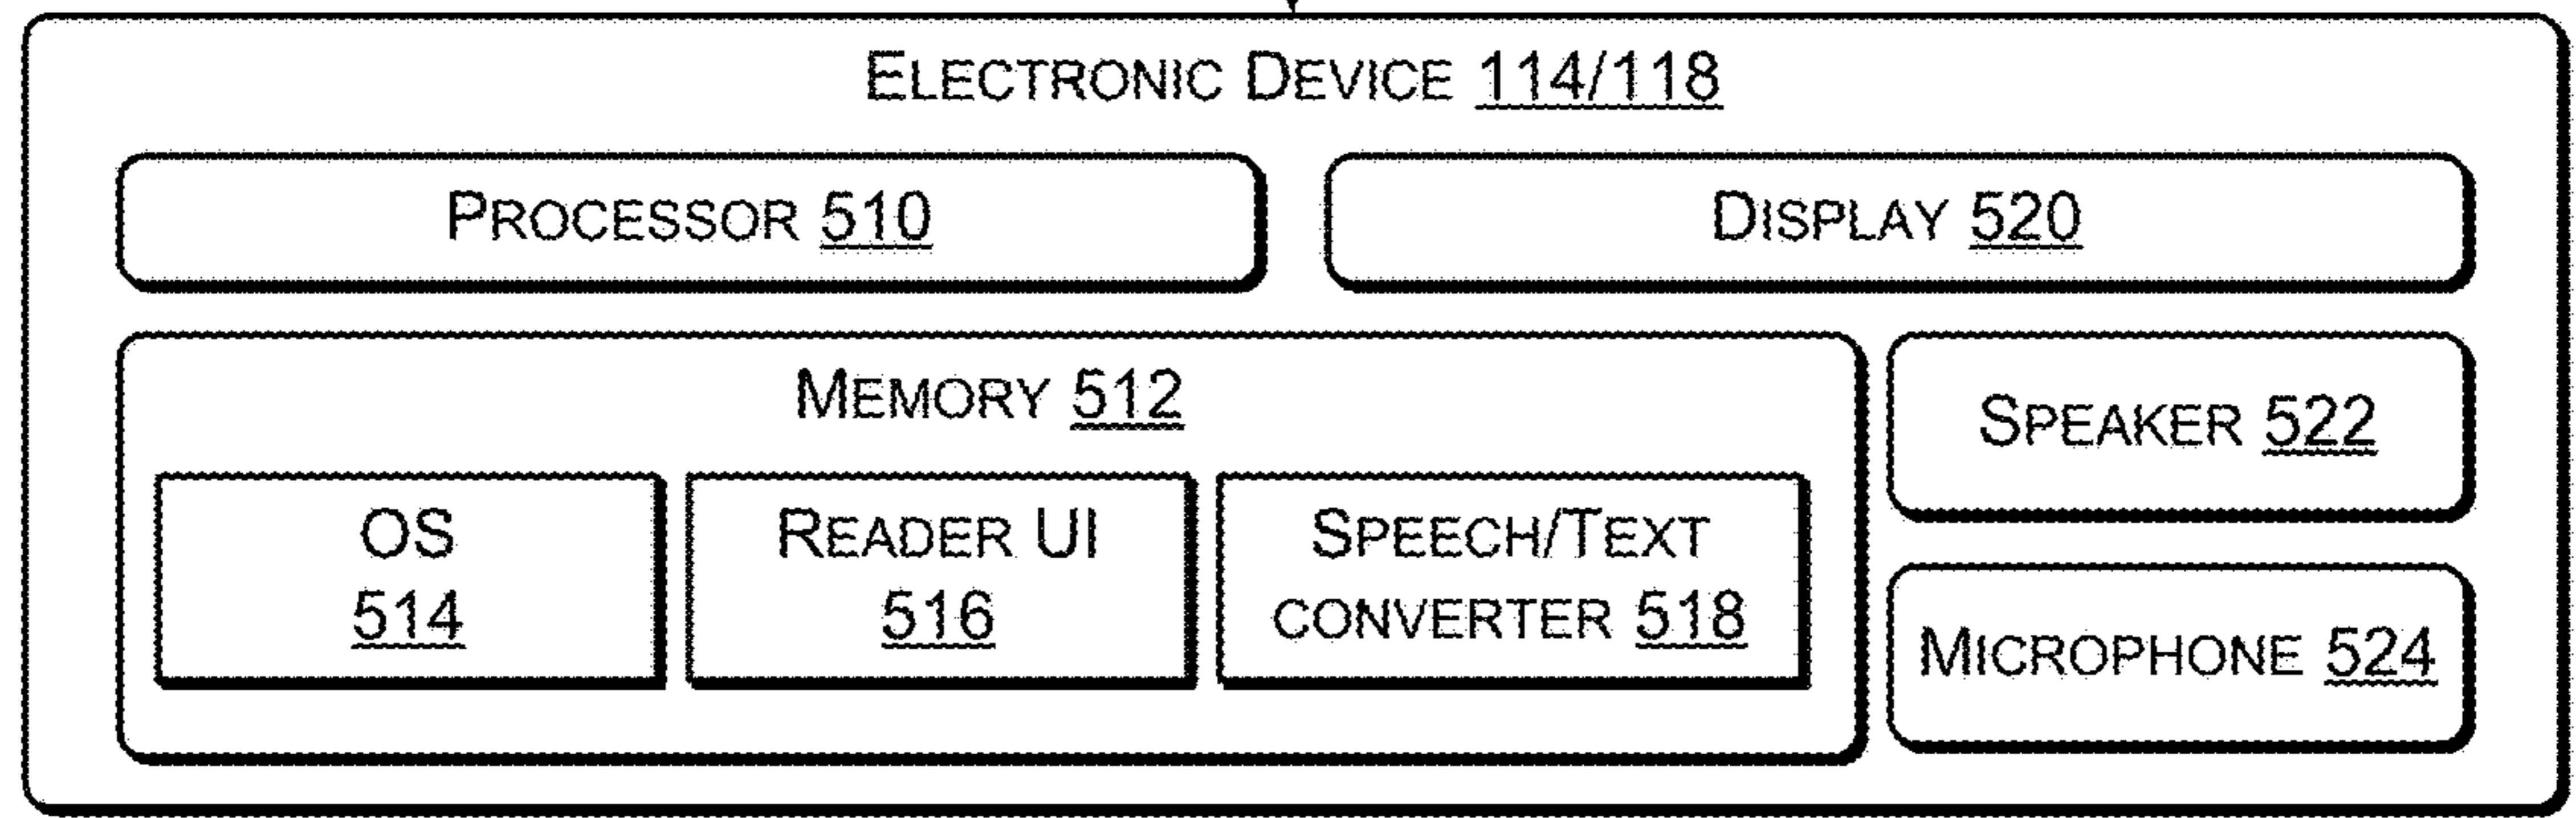 ELECTRONIC DEVICE 114/118
PROCESSOR 510
DISPLAY 520
MEMORY 512
OS
514
READER UI
516
SPEECH/TEXT
CONVERTER 518
SPEAKER 522
MICROPHONE 524